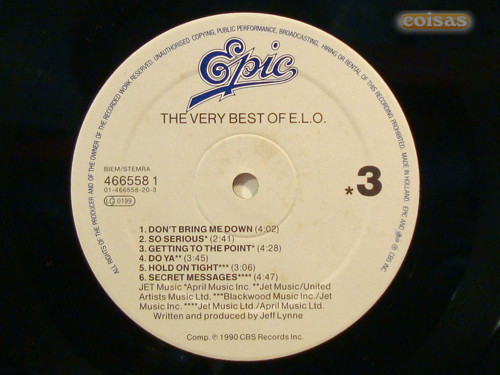 coisas
ALL RIGHTS OF THE PRODUCER AND OF THE OWNER OF THE RECORDED WORK RESERVED. UNAUTHORISED COPYING, PUBLIC PERFORMANCE, BROADCASTING, HIRING OR RENTAL OF THIS RECORDING PROHIBITED. MADE IN HOLLAND. EPIC AND
ARE ® CBS INC
Epic
THE VERY BEST OF E.L.O.
BIEM/STEMRA
466558 1
01-466558-20-3
LC 0199
*3
1. DON'T BRING ME DOWN (4:02)
2. SO SERIOUS* (2:41)
3. GETTING TO THE POINT* (4:28)
4. DO YA** (3:45)
5. HOLD ON TIGHT*** (3:06)
6. SECRET MESSAGES**** (4:47)
JET Music *April Music Inc. **Jet Music/United
Artists Music Ltd. ***Blackwood Music Inc./Jet
Music Inc. ****Jet Music Ltd./April Music Ltd.
Written and produced by Jeff Lynne
Comp. ℗ 1990 CBS Records Inc.